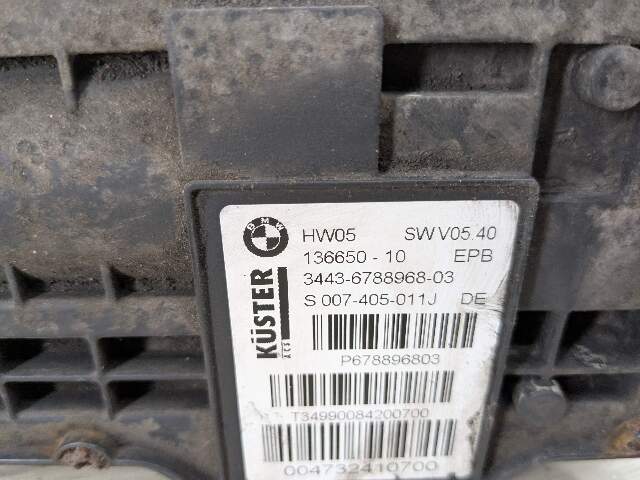 BMW
HW05 SW V05.40
136650 - 10 EPB
3443-6788968-03
S 007-405-011J DE
KÜSTER
ACS
P678896803
T34990084200700
004732410700